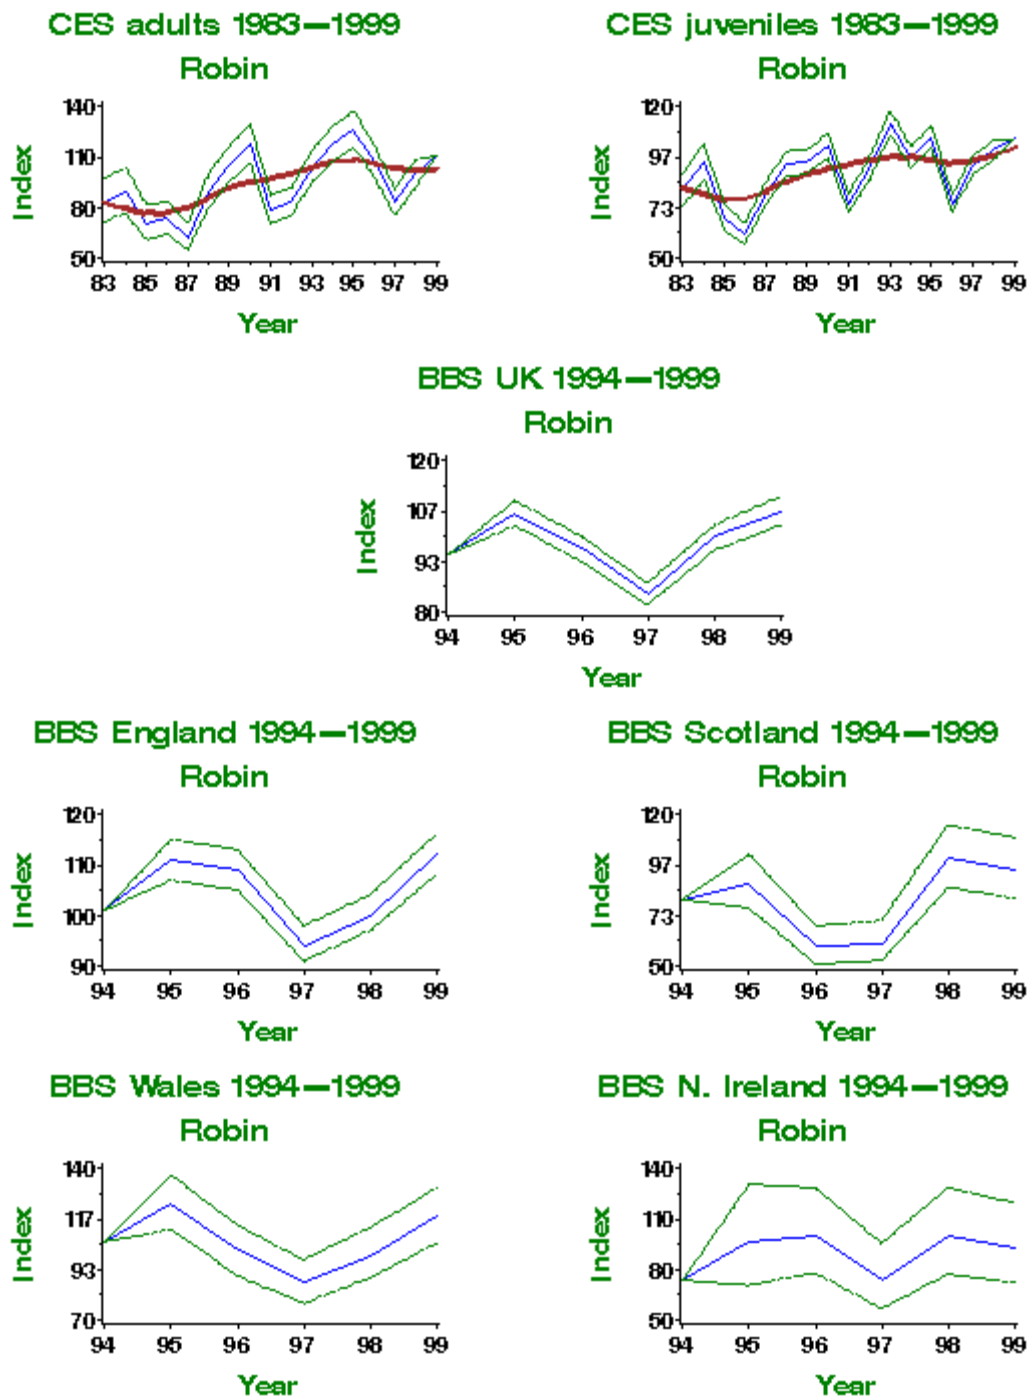 CES adults 1983—1999
Robin
140
110
80
50
Index
83 85 87 89 91 93 95 97 99
Year
CES juveniles 1983—1999
Robin
120
97
73
50
Index
83 85 87 89 91 93 95 97 99
Year
BBS UK 1994—1999
Robin
120
107
93
80
Index
94 95 96 97 98 99
Year
BBS England 1994—1999
Robin
120
110
100
90
Index
94 95 96 97 98 99
Year
BBS Scotland 1994—1999
Robin
120
97
73
50
Index
94 95 96 97 98 99
Year
BBS Wales 1994—1999
Robin
140
117
93
70
Index
94 95 96 97 98 99
Year
BBS N. Ireland 1994—1999
Robin
140
110
80
50
Index
94 95 96 97 98 99
Year